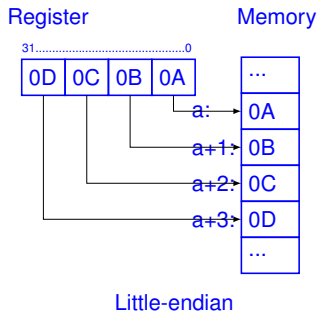 Register Memory
31............................................0
0D 0C 0B 0A
...
a: 0A
a+1: 0B
a+2: 0C
a+3: 0D
...
Little-endian